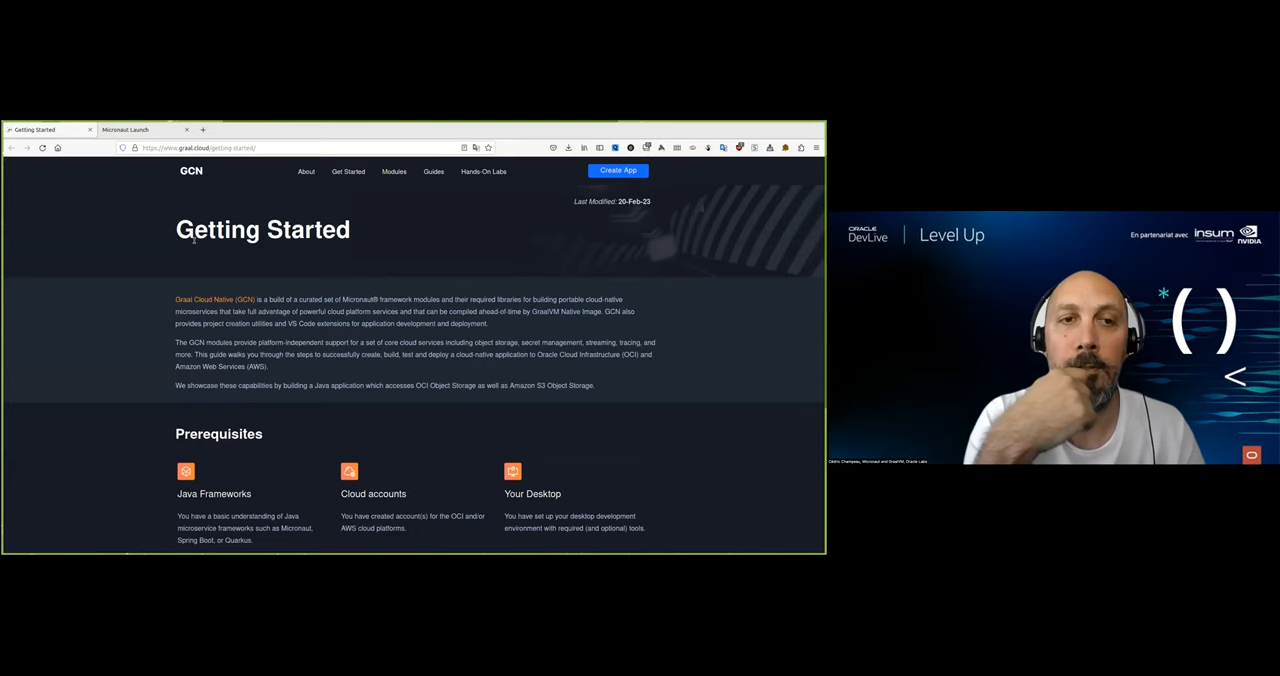 Getting Started
Micronaut Launch
https://www.graal.cloud/getting-started/
GCN
About
Get Started
Modules
Guides
Hands-On Labs
Create App
Last Modified: 20-Feb-23
Getting Started
Graal Cloud Native (GCN) is a build of a curated set of Micronaut® framework modules and their required libraries for building portable cloud-native
microservices that take full advantage of powerful cloud platform services and that can be compiled ahead-of-time by GraalVM Native Image. GCN also
provides project creation utilities and VS Code extensions for application development and deployment.
The GCN modules provide platform-independent support for a set of core cloud services including object storage, secret management, streaming, tracing, and
more. This guide walks you through the steps to successfully create, build, test and deploy a cloud-native application to Oracle Cloud Infrastructure (OCI) and
Amazon Web Services (AWS).
We showcase these capabilities by building a Java application which accesses OCI Object Storage as well as Amazon S3 Object Storage.
Prerequisites
Java Frameworks
You have a basic understanding of Java
microservice frameworks such as Micronaut,
Spring Boot, or Quarkus.
Cloud accounts
You have created account(s) for the OCI and/or
AWS cloud platforms.
Your Desktop
You have set up your desktop development
environment with required (and optional) tools.
ORACLE
DevLive
Level Up
En partenariat avec
insum
NVIDIA
*
()
<
Cédric Champeau, Micronaut and GraalVM, Oracle Labs